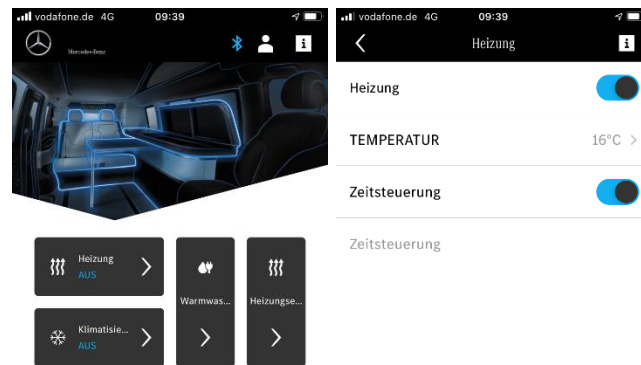 vodafone.de 4G
09:39
Mercedes-Benz
i
Heizung
AUS
Klimatisie...
AUS
Warmwas...
Heizungse...
vodafone.de 4G
09:39
Heizung
i
Heizung
TEMPERATUR
16°C
Zeitsteuerung
Zeitsteuerung